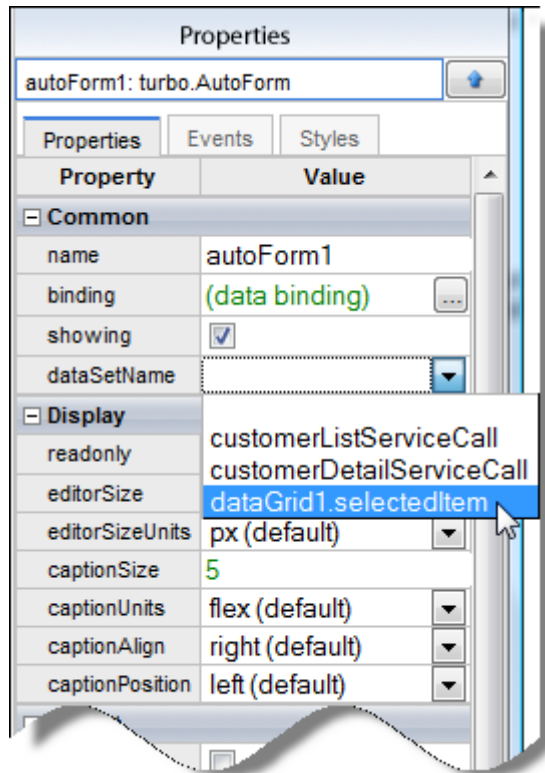 Properties
autoForm1: turbo.AutoForm
Properties Events Styles
Property Value
Common
name autoForm1
binding (data binding) ...
showing
dataSetName
Display
customerListServiceCall
readonly
customerDetailServiceCall
editorSize dataGrid1.selectedItem
editorSizeUnits px (default)
captionSize 5
captionUnits flex (default)
captionAlign right (default)
captionPosition left (default)